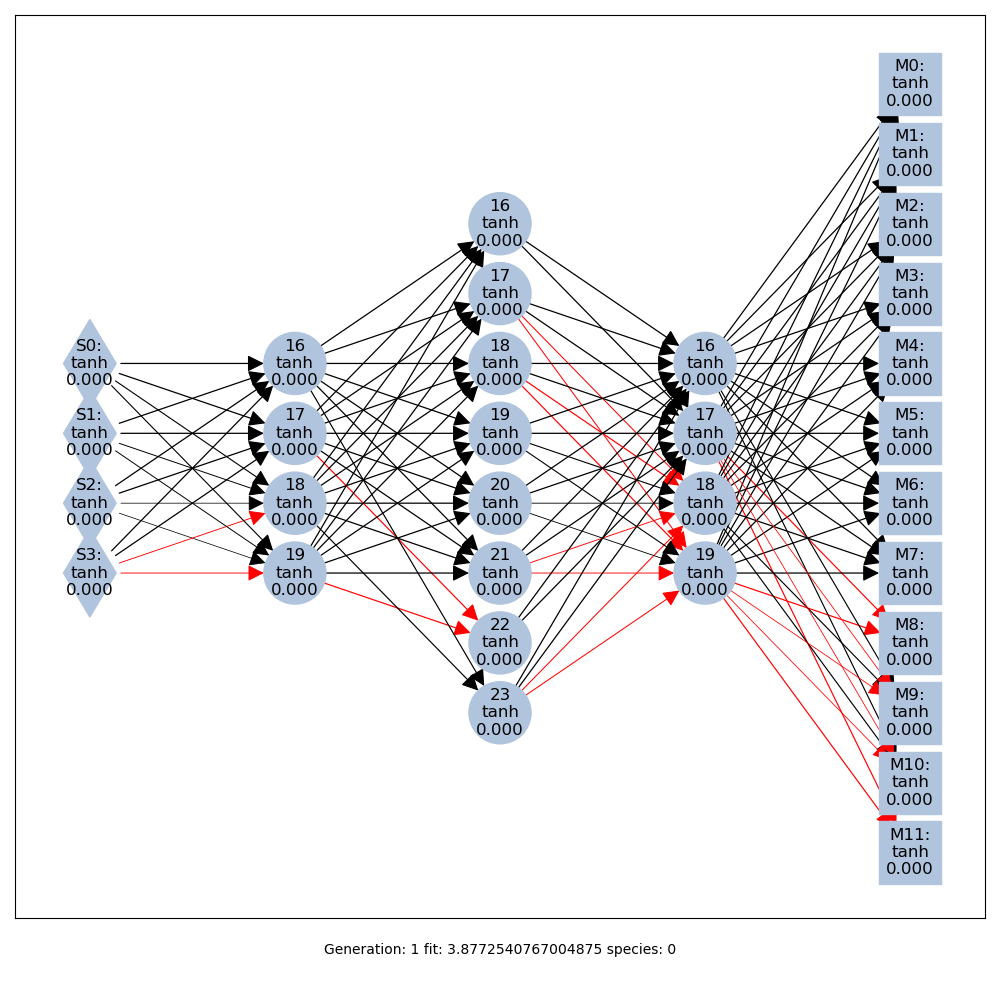 S0:
tanh
0.000
S1:
tanh
0.000
S2:
tanh
0.000
S3:
tanh
0.000
16
tanh
0.000
17
tanh
0.000
18
tanh
0.000
19
tanh
0.000
16
tanh
0.000
17
tanh
0.000
18
tanh
0.000
19
tanh
0.000
20
tanh
0.000
21
tanh
0.000
22
tanh
0.000
23
tanh
0.000
16
tanh
0.000
17
tanh
0.000
18
tanh
0.000
19
tanh
0.000
M0:
tanh
0.000
M1:
tanh
0.000
M2:
tanh
0.000
M3:
tanh
0.000
M4:
tanh
0.000
M5:
tanh
0.000
M6:
tanh
0.000
M7:
tanh
0.000
M8:
tanh
0.000
M9:
tanh
0.000
M10:
tanh
0.000
M11:
tanh
0.000
Generation: 1 fit: 3.8772540767004875 species: 0